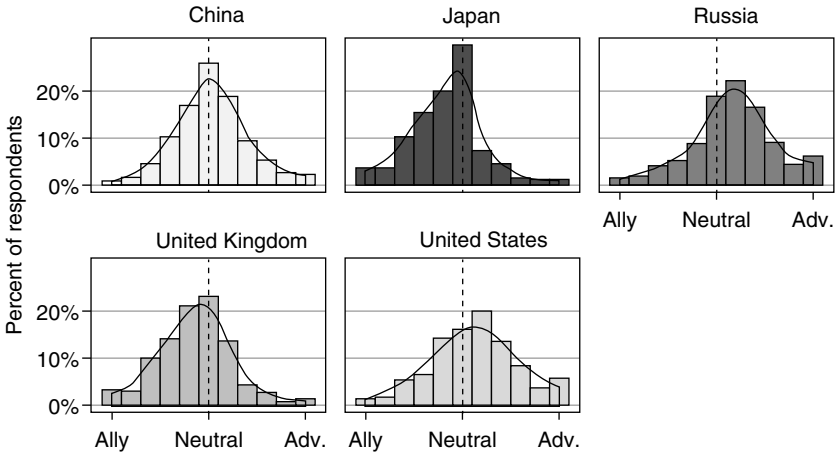 China
Japan
Russia
20%
10%
0%
Ally Neutral Adv.
United Kingdom
United States
20%
10%
0%
Ally Neutral Adv.
Ally Neutral Adv.
Percent of respondents